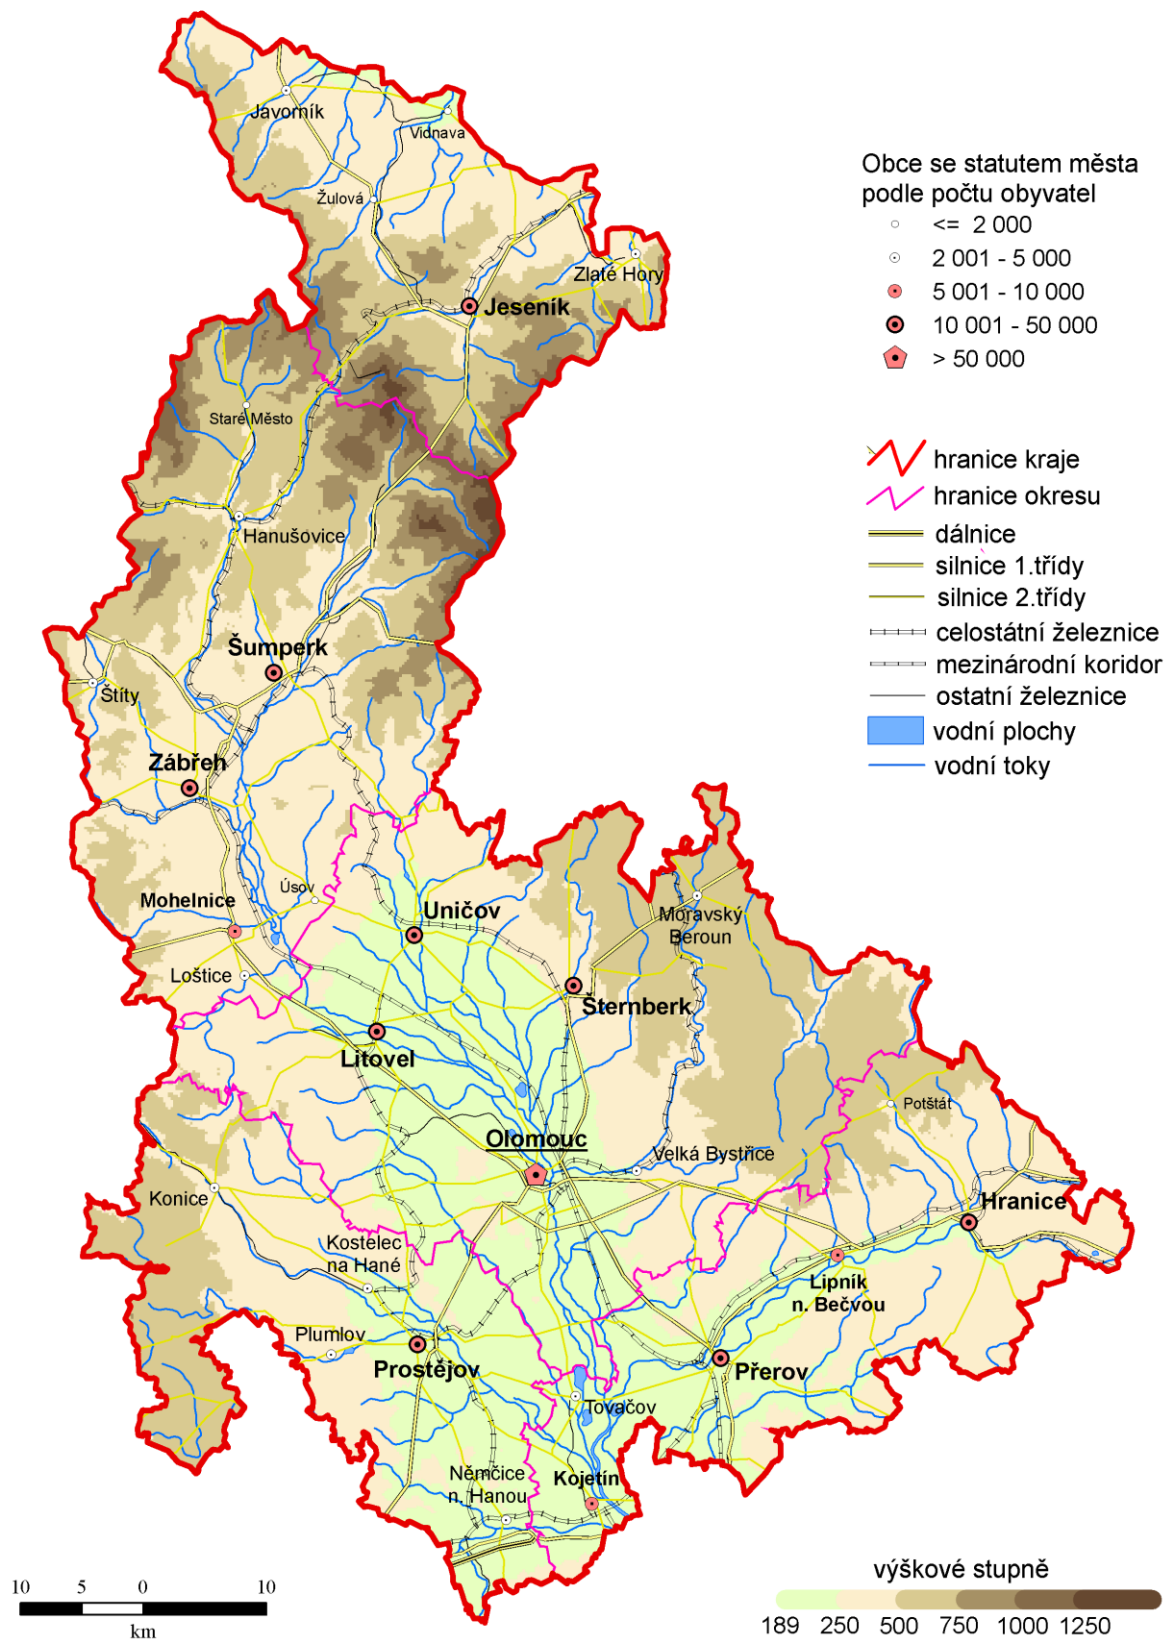 Javorník
Vidnava
Žulová
Zlaté Hory
Jeseník
Staré Město
Hanušovice
Šumperk
Štíty
Zábřeh
Mohelnice
Úsov
Uničov
Moravský
Beroun
Loštice
Šternberk
Litovel
Potštát
Olomouc
Velká Bystřice
Konice
Hranice
Kostelec
na Hané
Lipník
n. Bečvou
Plumlov
Prostějov
Přerov
Tovačov
Němčice
n. Hanou
Kojetín
Obce se statutem města
podle počtu obyvatel
<= 2 000
2 001 - 5 000
5 001 - 10 000
10 001 - 50 000
> 50 000
hranice kraje
hranice okresu
dálnice
silnice 1.třídy
silnice 2.třídy
celostátní železnice
mezinárodní koridor
ostatní železnice
vodní plochy
vodní toky
10 5 0 10
km
výškové stupně
189 250 500 750 1000 1250